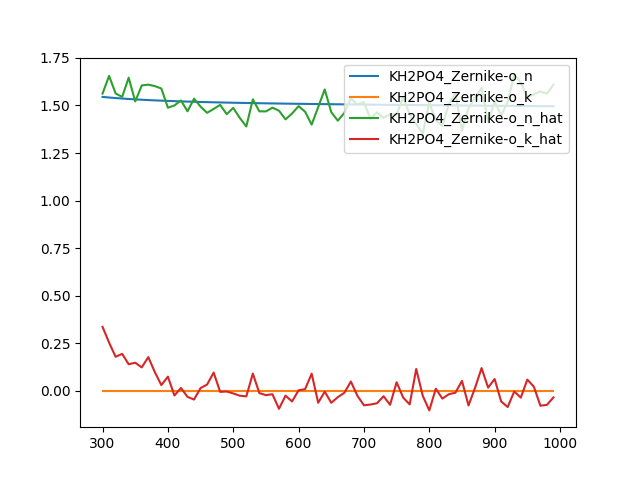 1.75
1.50
1.25
1.00
0.75
0.50
0.25
0.00
300 400 500 600 700 800 900 1000
KH2PO4_Zernike-o_n
KH2PO4_Zernike-o_k
KH2PO4_Zernike-o_n_hat
KH2PO4_Zernike-o_k_hat